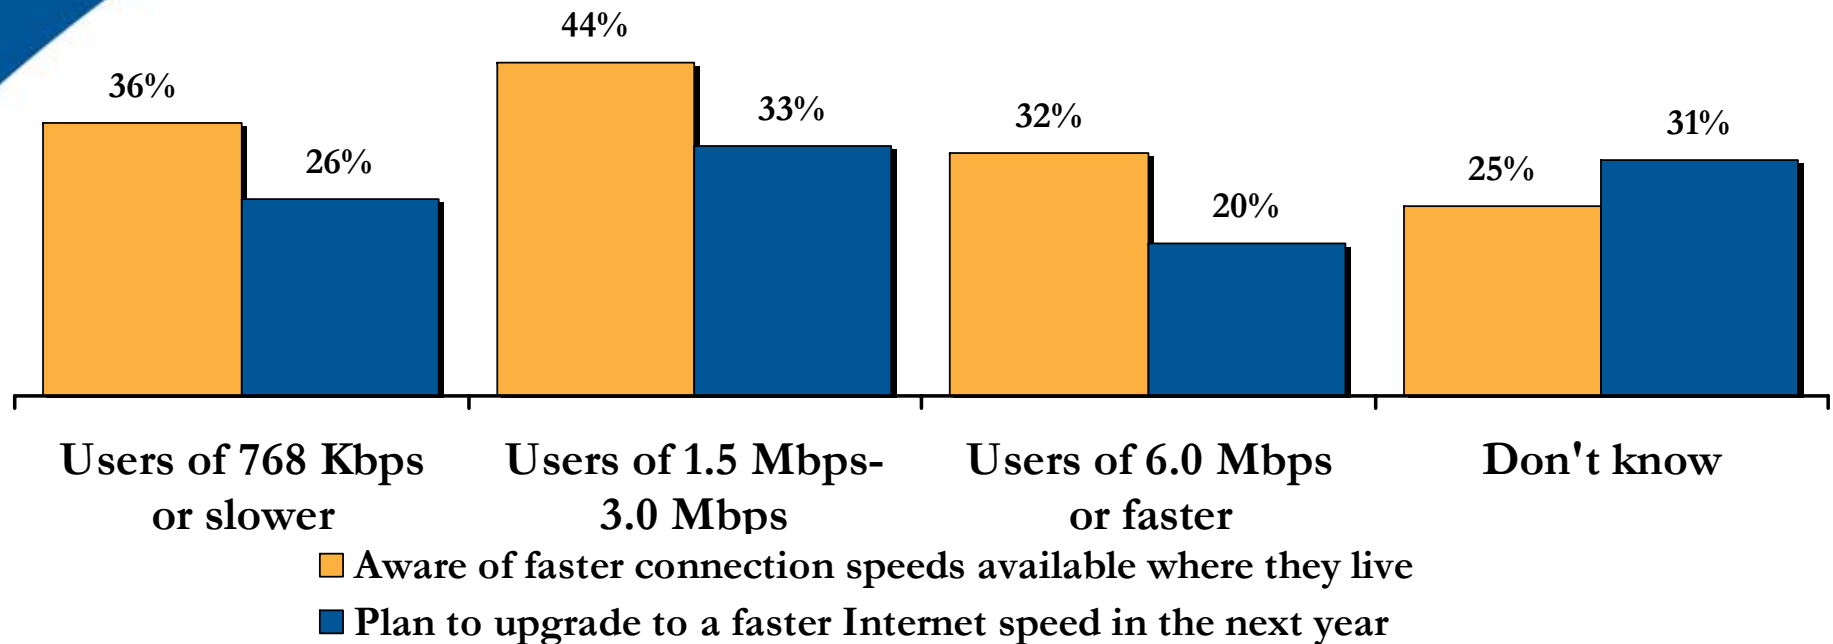 44%
36%
33%
32%
31%
26%
25%
20%
Users of 768 Kbps
or slower
Users of 1.5 Mbps-
3.0 Mbps
Users of 6.0 Mbps
or faster
Don't know
Aware of faster connection speeds available where they live
Plan to upgrade to a faster Internet speed in the next year